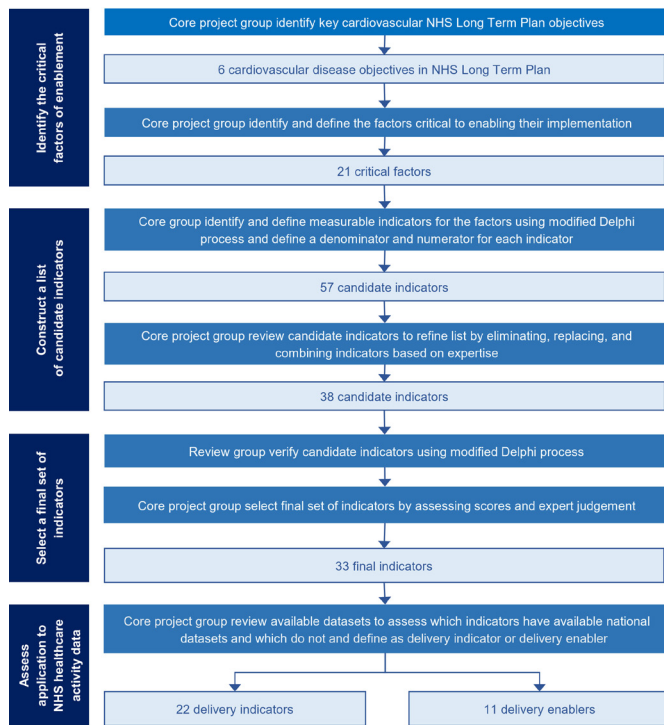 Identify the critical
factors of enablement
Core project group identify key cardiovascular NHS Long Term Plan objectives
6 cardiovascular disease objectives in NHS Long Term Plan
Core project group identify and define the factors critical to enabling their implementation
21 critical factors
Construct a list
of candidate indicators
Core group identify and define measurable indicators for the factors using modified Delphi
process and define a denominator and numerator for each indicator
57 candidate indicators
Core project group review candidate indicators to refine list by eliminating, replacing, and
combining indicators based on expertise
38 candidate indicators
Select a final set of
indicators
Review group verify candidate indicators using modified Delphi process
Core project group select final set of indicators by assessing scores and expert judgement
33 final indicators
Assess
application to
NHS healthcare
activity data
Core project group review available datasets to assess which indicators have available national
datasets and which do not and define as delivery indicator or delivery enabler
22 delivery indicators
11 delivery enablers